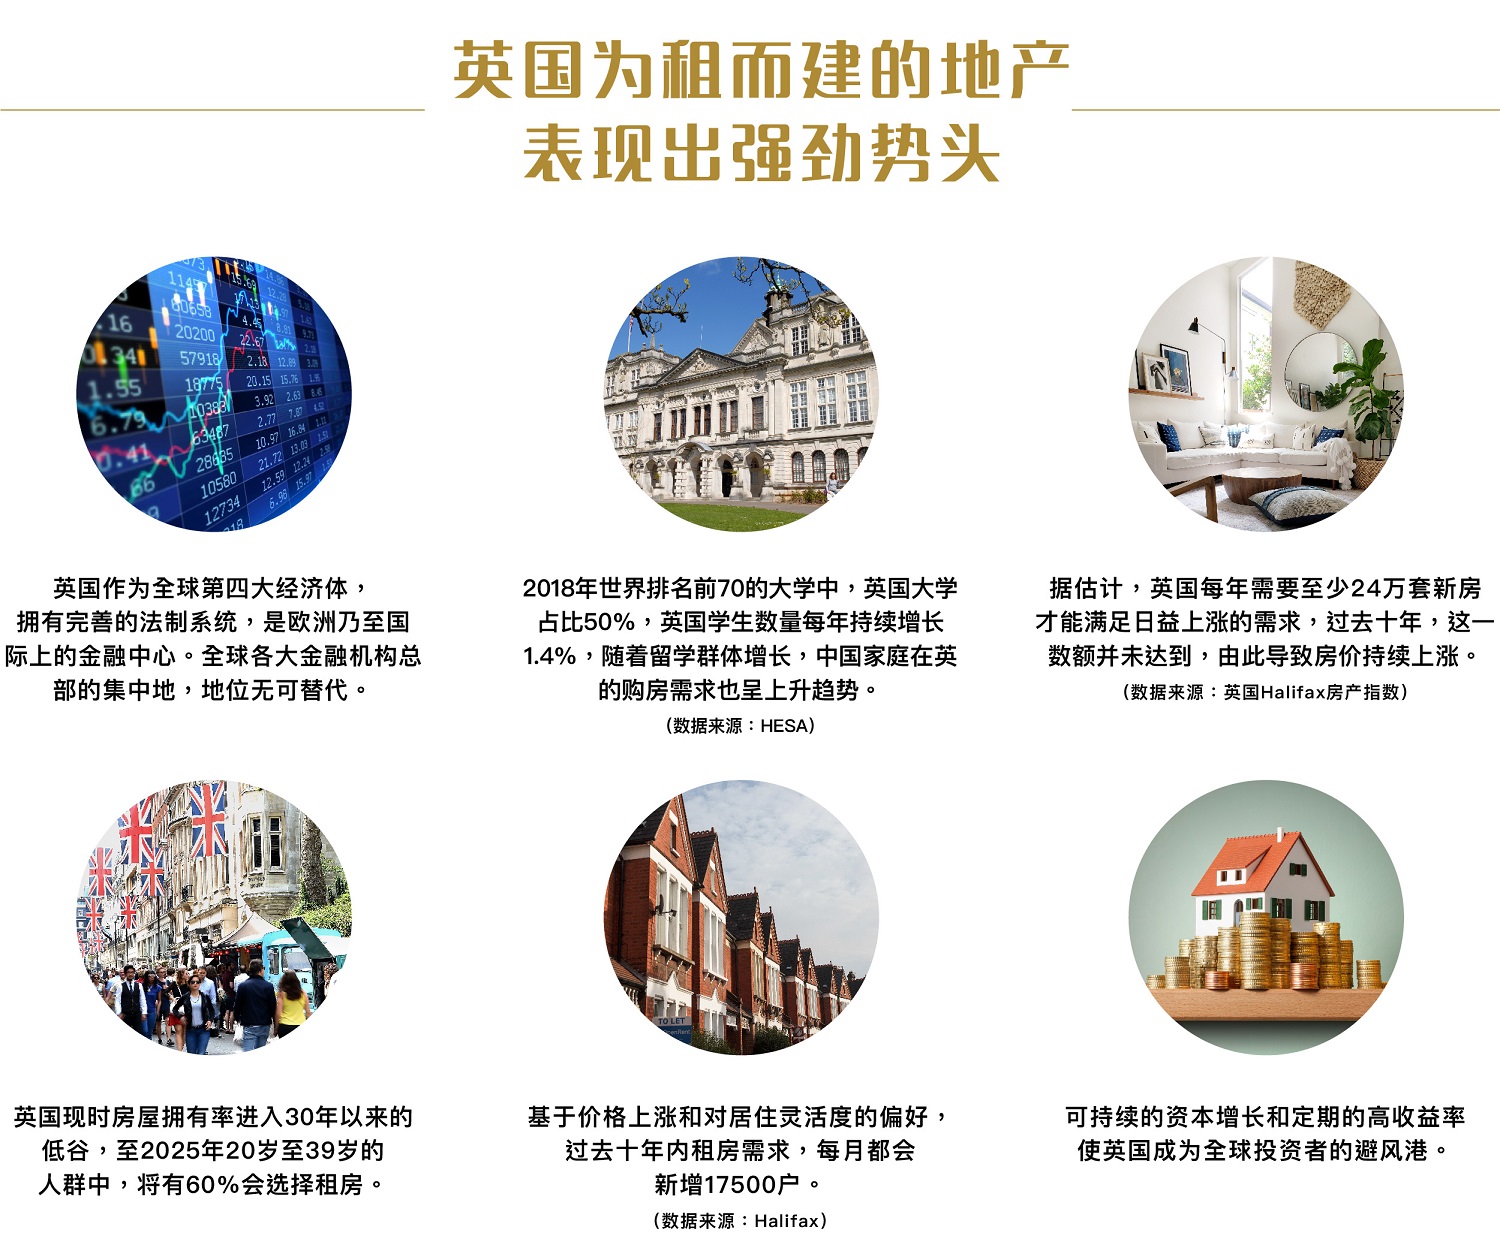 英国为租而建的地产
表现出强劲势头
英国作为全球第四大经济体，
拥有完善的法制系统，是欧洲乃至国
际上的金融中心。全球各大金融机构总
部的集中地，地位无可替代。
2018年世界排名前70的大学中，英国大学
占比50%，英国学生数量每年持续增长
1.4%，随着留学群体增长，中国家庭在英
的购房需求也呈上升趋势。
（数据来源：HESA）
据估计，英国每年需要至少24万套新房
才能满足日益上涨的需求，过去十年，这一
数额并未达到，由此导致房价持续上涨。
（数据来源：英国Halifax房产指数）
英国现时房屋拥有率进入30年以来的
低谷，至2025年20岁至39岁的
人群中，将有60%会选择租房。
基于价格上涨和对居住灵活度的偏好，
过去十年内租房需求，每月都会
新增17500户。
（数据来源：Halifax）
可持续的资本增长和定期的高收益率
使英国成为全球投资者的避风港。
TO LET
20200
57918
18775
10383
63487
28635
10580
12734